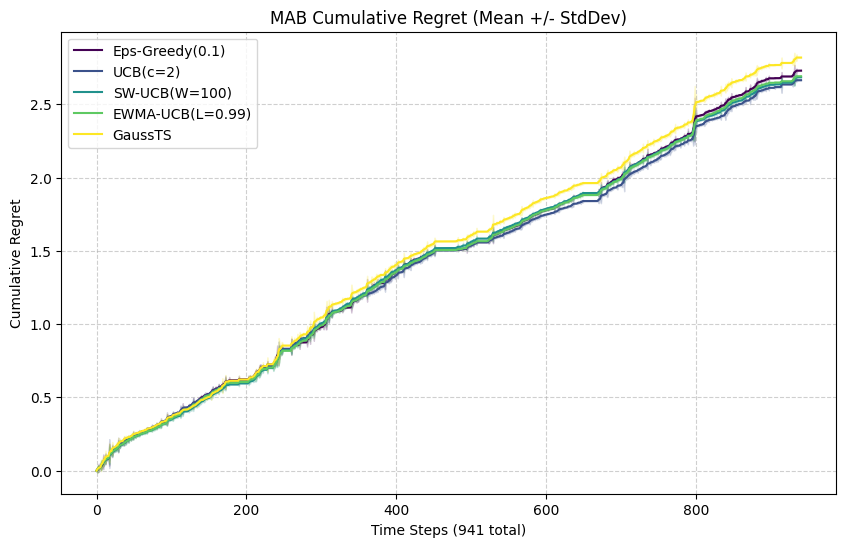 MAB Cumulative Regret (Mean +/- StdDev)
Eps-Greedy(0.1)
UCB(c=2)
SW-UCB(W=100)
EWMA-UCB(L=0.99)
GaussTS
Cumulative Regret
2.5
2.0
1.5
1.0
0.5
0.0
0 200 400 600 800
Time Steps (941 total)